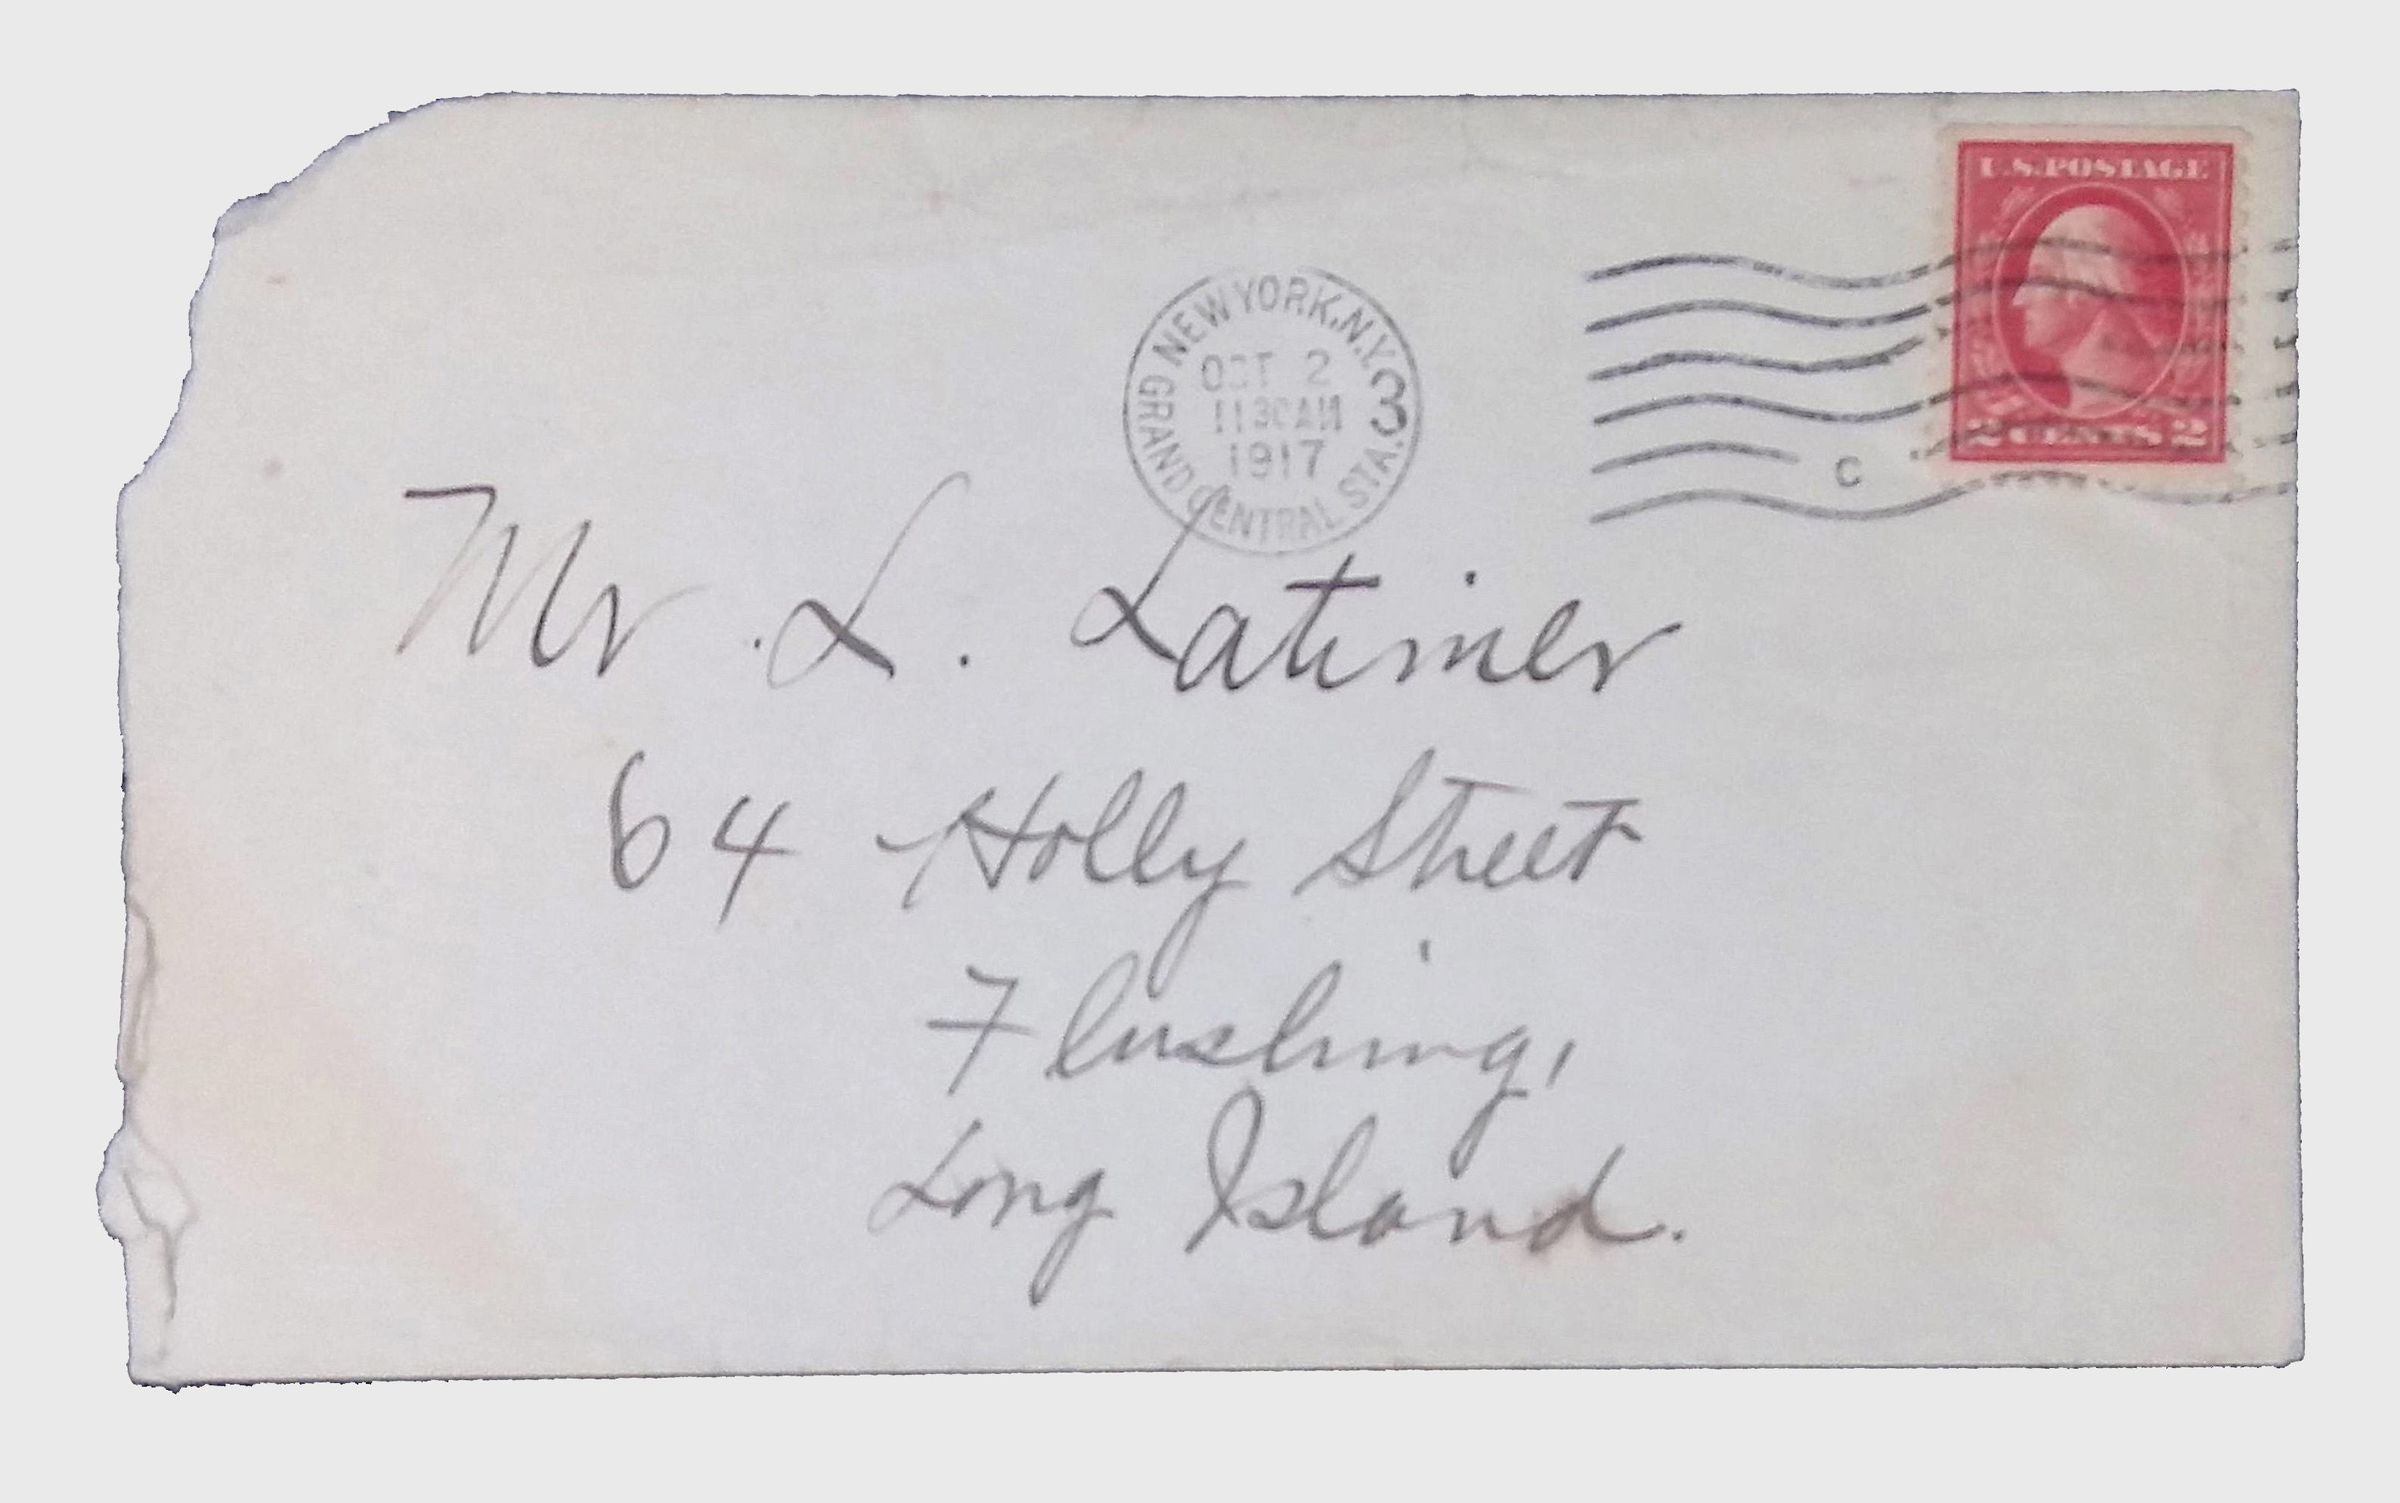 U.S. POSTAGE
2 CENTS 2
NEW YORK, N.Y.
OCT 2
11 30 AM
1917
GRAND CENTRAL STA.
C
Mr. L. Latimer
64 Holly Street
Flushing,
Long Island.